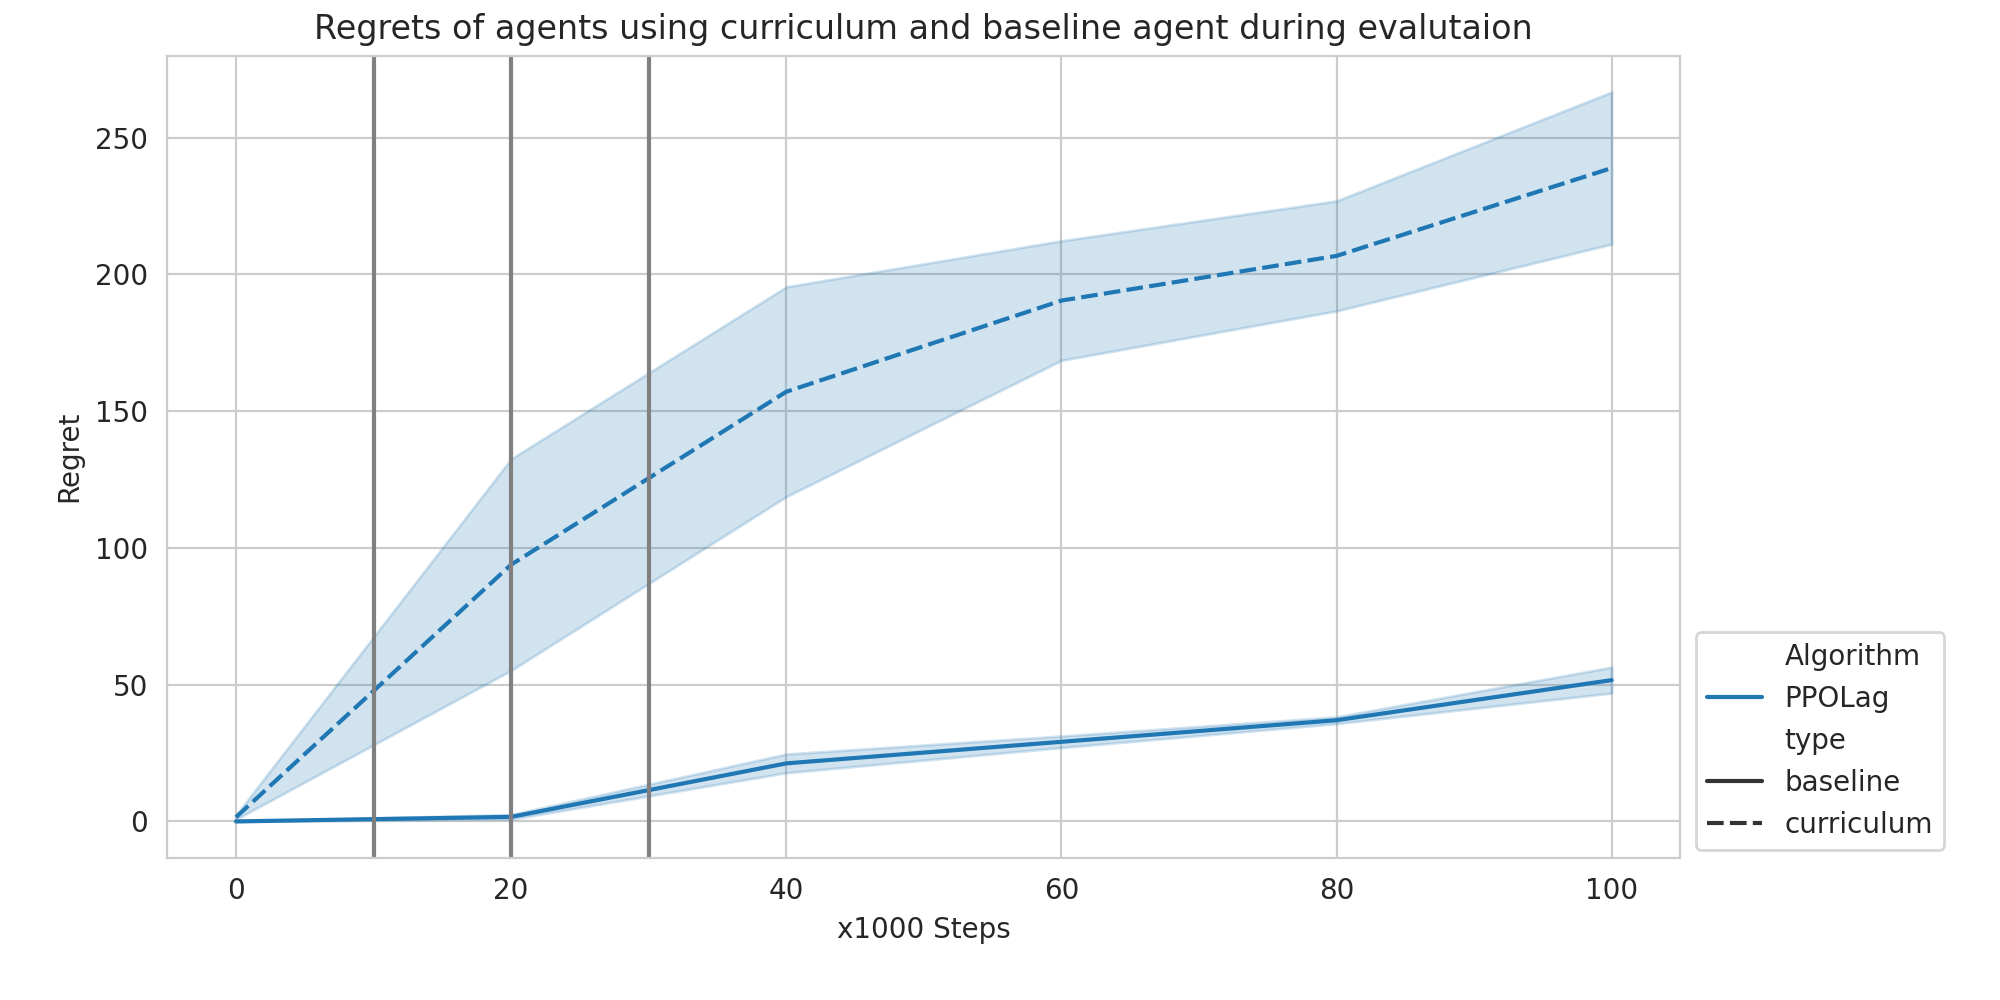 Regrets of agents using curriculum and baseline agent during evalutaion
250
200
150
100
50
0
Regret
0 20 40 60 80 100
x1000 Steps
Algorithm
PPOLag
type
baseline
curriculum